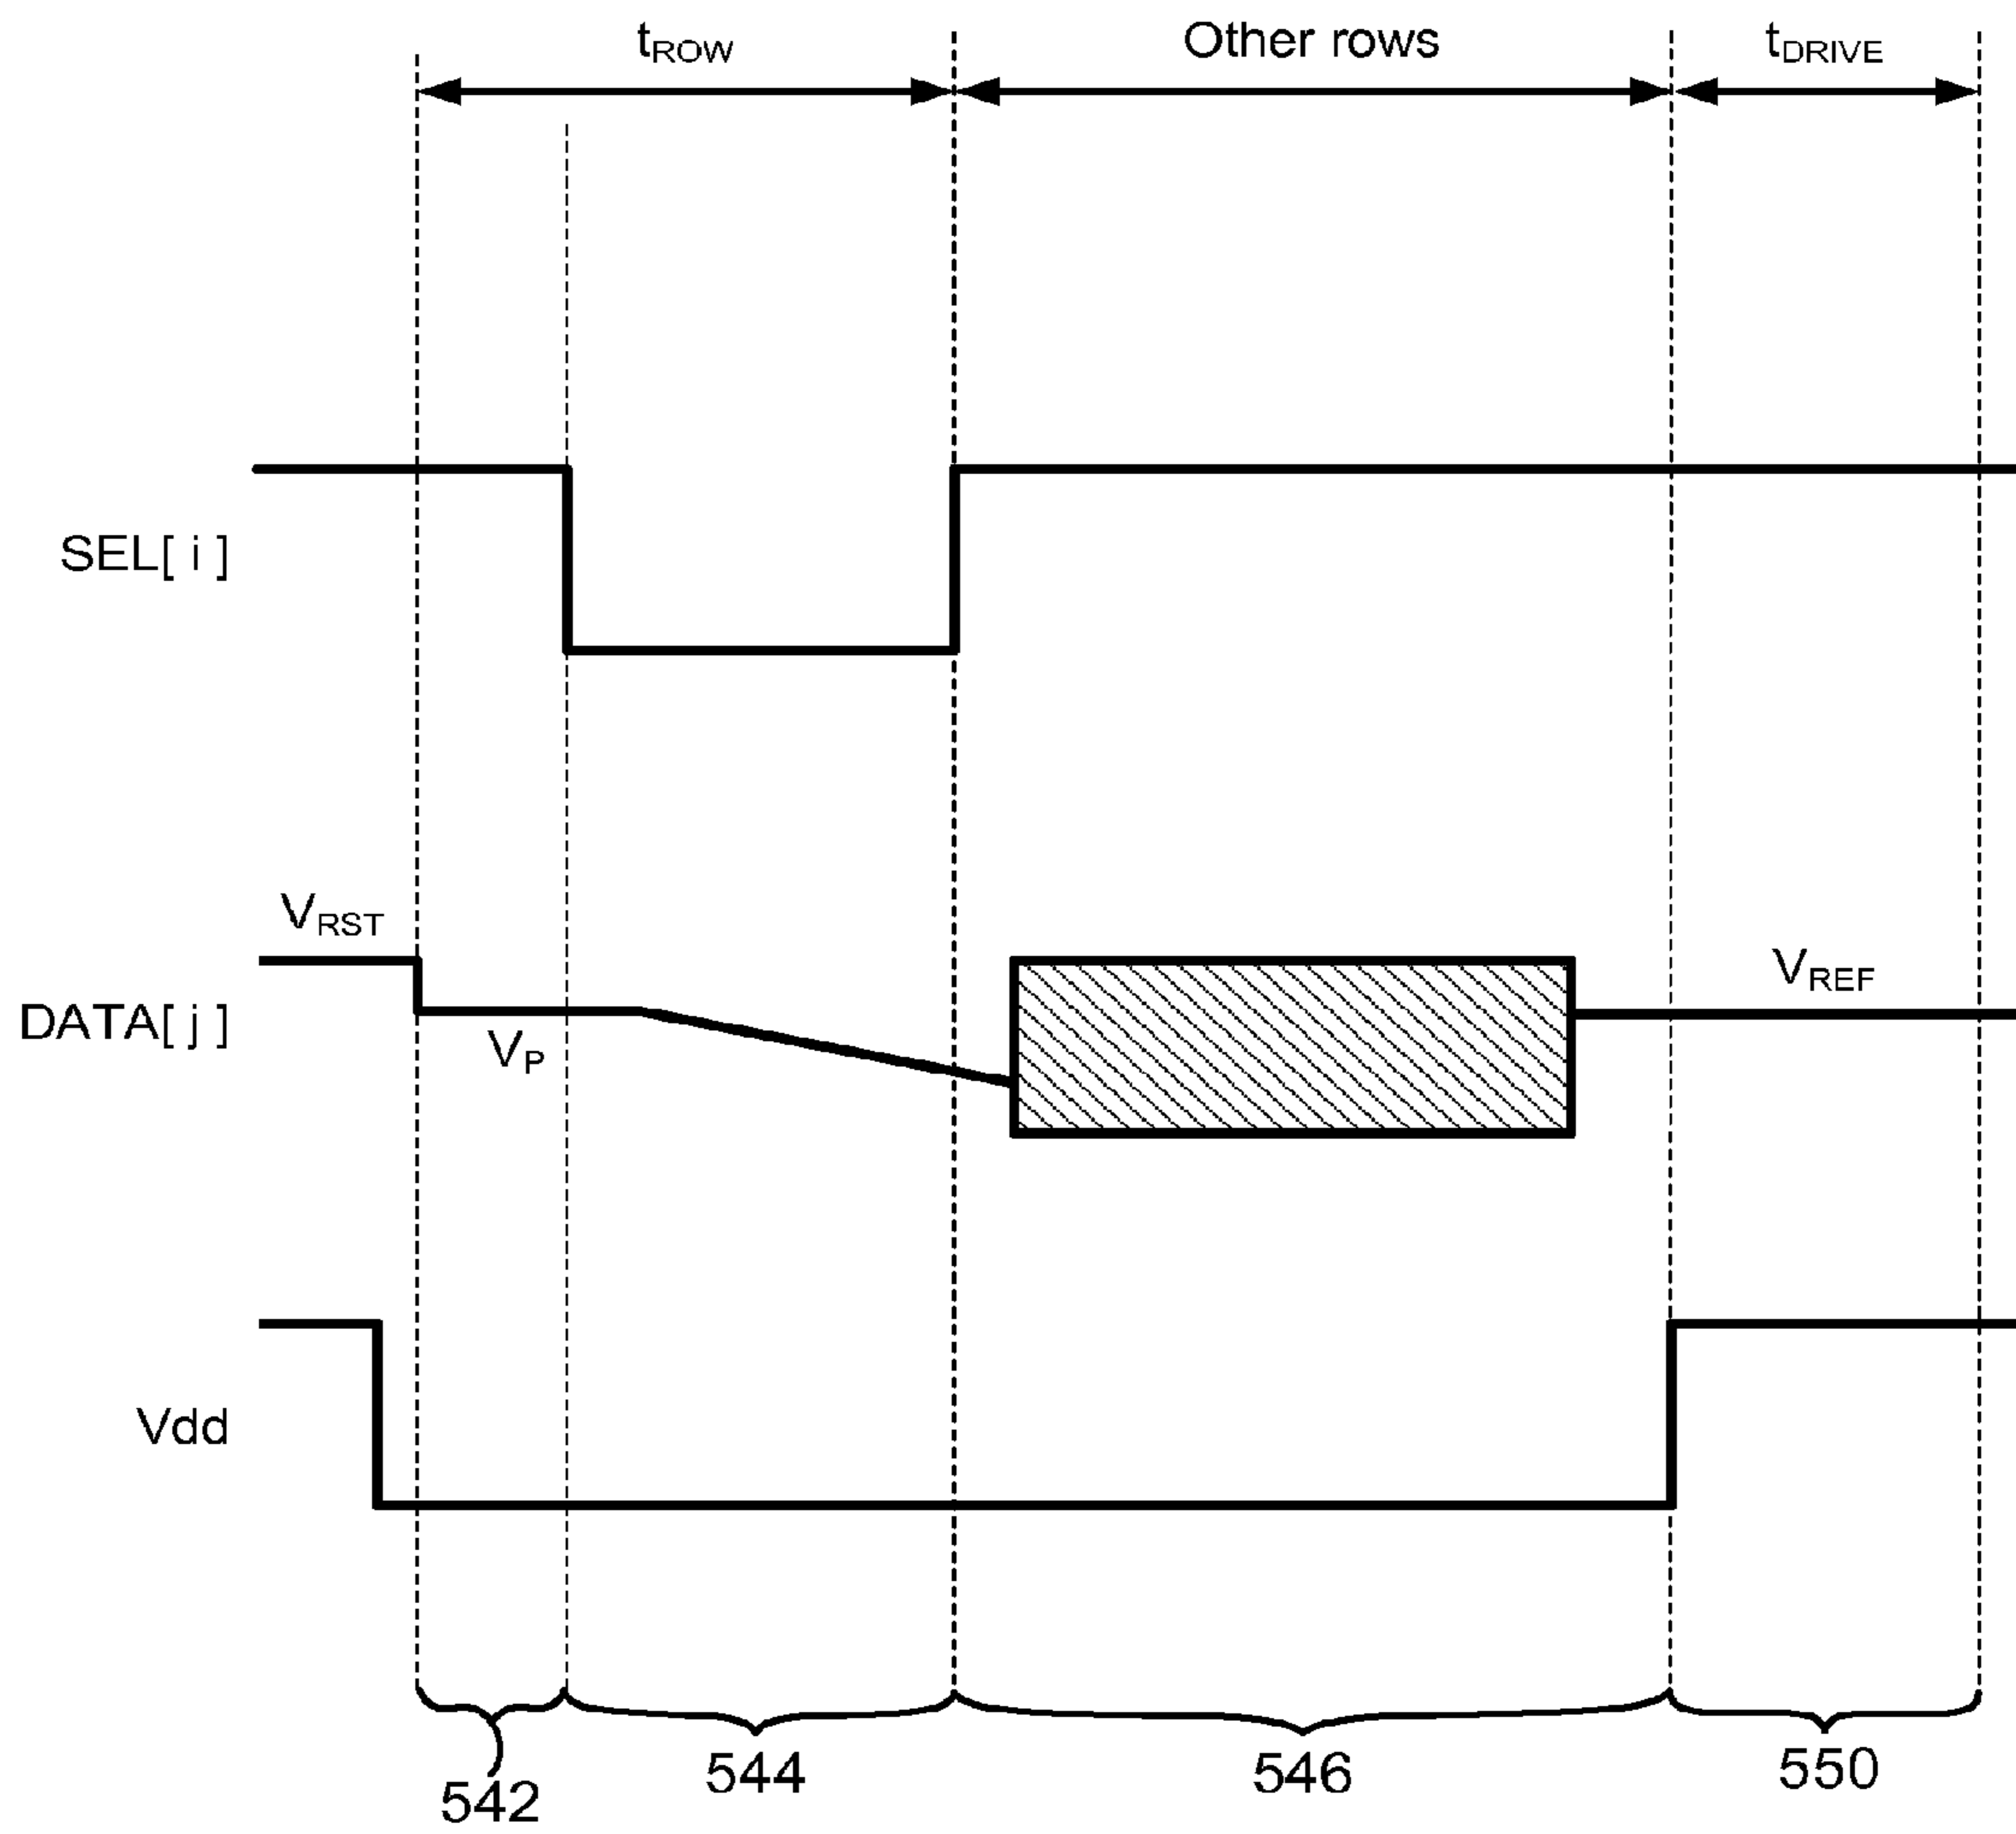 tROW
Other rows
tDRIVE
SEL[ i ]
VRST
DATA[ j ]
VP
VREF
Vdd
542
544
546
550